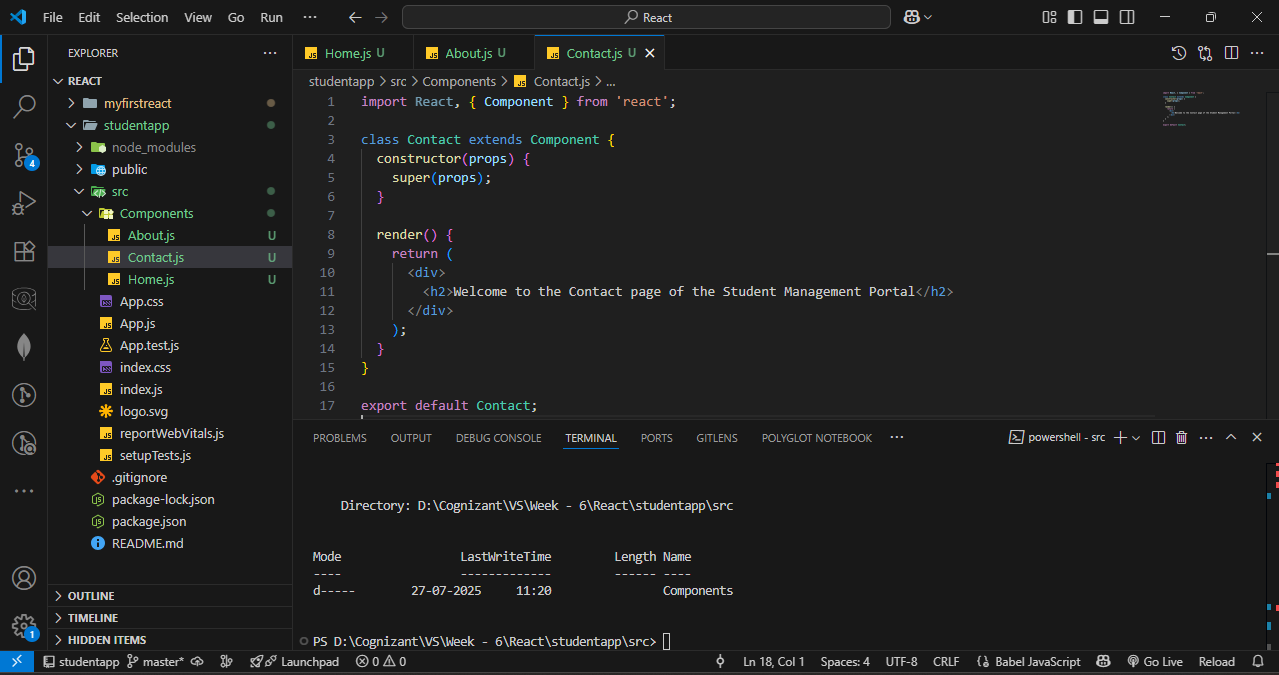 File Edit Selection View Go Run ··· React
EXPLORER ···
REACT
myfirstreact
studentapp
node_modules
public
src
Components
About.js U
Contact.js U
Home.js U
App.css
App.js
App.test.js
index.css
index.js
logo.svg
reportWebVitals.js
setupTests.js
.gitignore
package-lock.json
package.json
README.md
OUTLINE
TIMELINE
HIDDEN ITEMS
4
1
Home.js U About.js U Contact.js U
studentapp > src > Components > Contact.js > ...
1 import React, { Component } from 'react';
2
3 class Contact extends Component {
4 constructor(props) {
5 super(props);
6 }
7
8 render() {
9 return (
10 <div>
11 <h2>Welcome to the Contact page of the Student Management Portal</h2>
12 </div>
13 );
14 }
15 }
16
17 export default Contact;
PROBLEMS OUTPUT DEBUG CONSOLE TERMINAL PORTS GITLENS POLYGLOT NOTEBOOK ··· powershell - src
Directory: D:\Cognizant\VS\Week - 6\React\studentapp\src
Mode LastWriteTime Length Name
---- ------------- ------ ----
d----- 27-07-2025 11:20 Components
PS D:\Cognizant\VS\Week - 6\React\studentapp\src>
studentapp master* Launchpad 0 0 Ln 18, Col 1 Spaces: 4 UTF-8 CRLF Babel JavaScript Go Live Reload